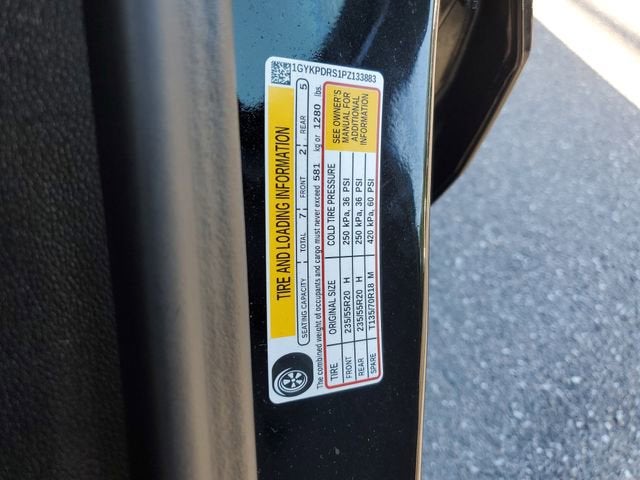 1GYKPDRS1PZ133883
TIRE AND LOADING INFORMATION
SEATING CAPACITY TOTAL 7 FRONT 2 REAR 5
The combined weight of occupants and cargo must never exceed 581 kg or 1280 lbs.
TIRE ORIGINAL SIZE COLD TIRE PRESSURE
FRONT 235/55R20 H 250 kPa, 36 PSI
REAR 235/55R20 H 250 kPa, 36 PSI
SPARE T135/70R18 M 420 kPa, 60 PSI
SEE OWNER'S
MANUAL FOR
ADDITIONAL
INFORMATION